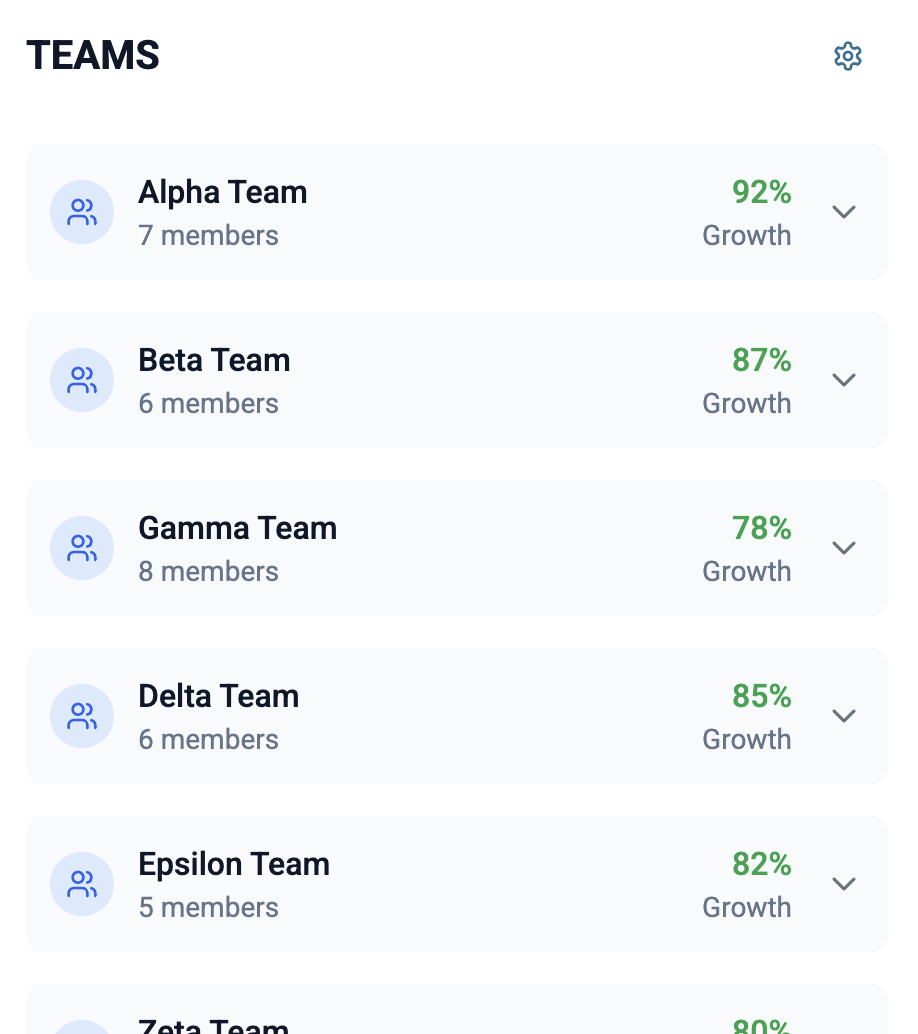 TEAMS
Alpha Team
7 members
92%
Growth
Beta Team
6 members
87%
Growth
Gamma Team
8 members
78%
Growth
Delta Team
6 members
85%
Growth
Epsilon Team
5 members
82%
Growth
Zeta Team
80%